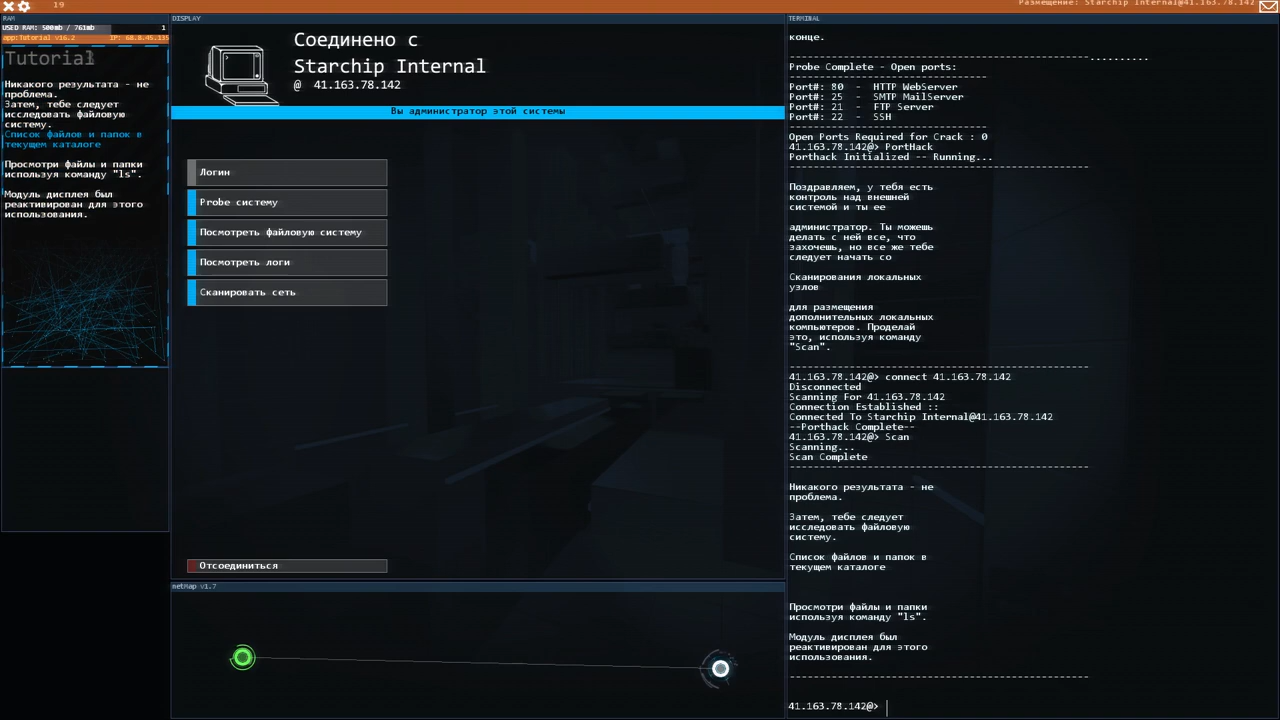 19
Размещение: Starchip Internal@41.163.78.142
RAM
USED RAM: 500mb / 761mb
1
app:Tutorial v16.2
IP: 68.8.45.135
Tutorial
Никакого результата - не
проблема.
Затем, тебе следует
исследовать файловую
систему.
Список файлов и папок в
текущем каталоге
Просмотри файлы и папки
используя команду "ls".
Модуль дисплея был
реактивирован для этого
использования.
DISPLAY
Соединено с
Starchip Internal
@ 41.163.78.142
Вы администратор этой системы
Логин
Probe систему
Посмотреть файловую систему
Посмотреть логи
Сканировать сеть
Отсоединиться
netMap v1.7
TERMINAL
конце.
---------------------------------------------------------..........
Probe Complete - Open ports:
---------------------------------
Port#: 80  -  HTTP WebServer
Port#: 25  -  SMTP MailServer
Port#: 21  -  FTP Server
Port#: 22  -  SSH
---------------------------------
Open Ports Required for Crack : 0
41.163.78.142@> PortHack
Porthack Initialized -- Running...
--------------------------------------------------
Поздравляем, у тебя есть
контроль над внешней
системой и ты ее
администратор. Ты можешь
делать с ней все, что
захочешь, но все же тебе
следует начать со
Сканирования локальных
узлов
для размещения
дополнительных локальных
компьютеров. Проделай
это, используя команду
"Scan".
--------------------------------------------------
41.163.78.142@> connect 41.163.78.142
Disconnected
Scanning For 41.163.78.142
Connection Established ::
Connected To Starchip Internal@41.163.78.142
--Porthack Complete--
41.163.78.142@> Scan
Scanning...
Scan Complete
--------------------------------------------------
Никакого результата - не
проблема.
Затем, тебе следует
исследовать файловую
систему.
Список файлов и папок в
текущем каталоге
Просмотри файлы и папки
используя команду "ls".
Модуль дисплея был
реактивирован для этого
использования.
--------------------------------------------------
41.163.78.142@>